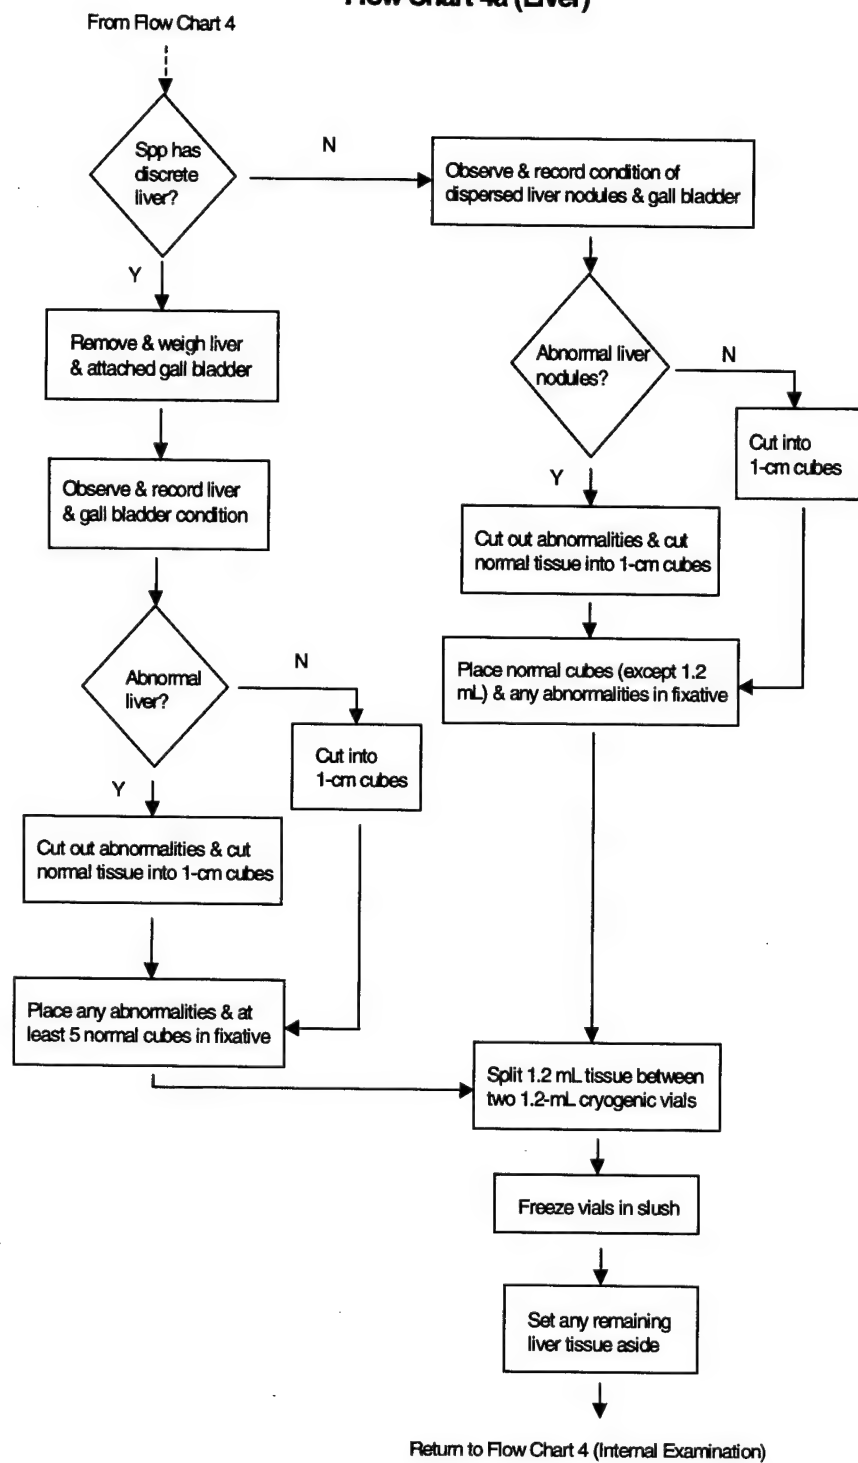 Flow Chart 4a (Liver)
From Flow Chart 4
Spp has
discrete
liver?
N
Observe & record condition of
dispersed liver nodules & gall bladder
Y
Remove & weigh liver
& attached gall bladder
Abnormal liver
nodules?
N
Cut into
1-cm cubes
Observe & record liver
& gall bladder condition
Y
Cut out abnormalities & cut
normal tissue into 1-cm cubes
Abnormal
liver?
N
Place normal cubes (except 1.2
mL) & any abnormalities in fixative
Cut into
1-cm cubes
Y
Cut out abnormalities & cut
normal tissue into 1-cm cubes
Place any abnormalities & at
least 5 normal cubes in fixative
Split 1.2 mL tissue between
two 1.2-mL cryogenic vials
Freeze vials in slush
Set any remaining
liver tissue aside
Return to Flow Chart 4 (Internal Examination)